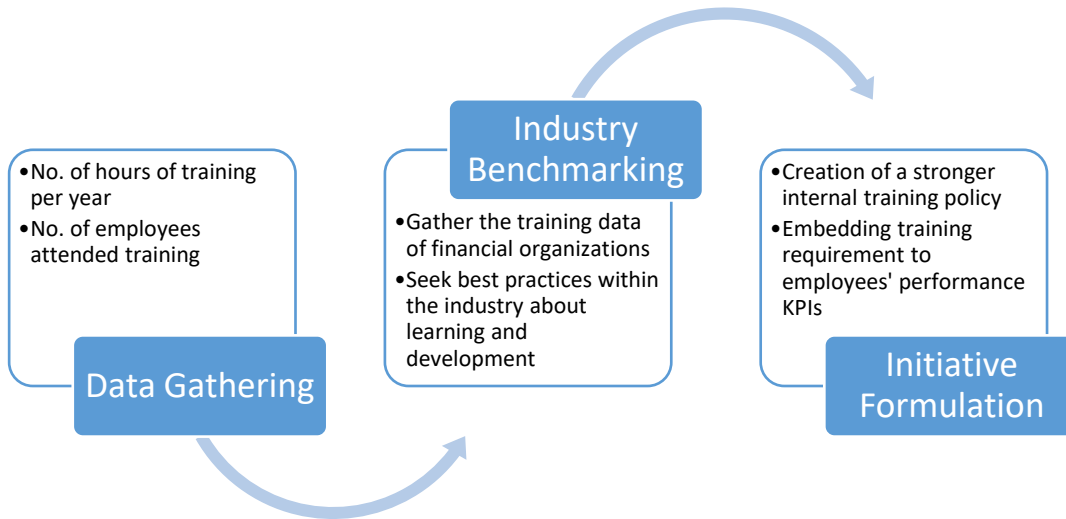 •No. of hours of training
per year
•No. of employees
attended training
Data Gathering
Industry
Benchmarking
•Gather the training data
of financial organizations
•Seek best practices within
the industry about
learning and
development
•Creation of a stronger
internal training policy
•Embedding training
requirement to
employees' performance
KPIs
Initiative
Formulation